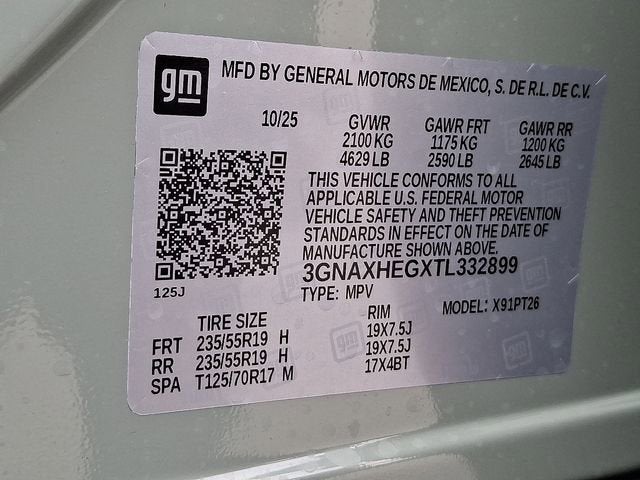 gm
MFD BY GENERAL MOTORS DE MEXICO, S. DE R.L. DE C.V.
10/25 GVWR GAWR FRT GAWR RR
2100 KG 1175 KG 1200 KG
4629 LB 2590 LB 2645 LB
THIS VEHICLE CONFORMS TO ALL
APPLICABLE U.S. FEDERAL MOTOR
VEHICLE SAFETY AND THEFT PREVENTION
STANDARDS IN EFFECT ON THE DATE OF
MANUFACTURE SHOWN ABOVE.
3GNAXHEGXTL332899
125J
TYPE: MPV MODEL: X91PT26
TIRE SIZE RIM
FRT 235/55R19 H 19X7.5J
RR 235/55R19 H 19X7.5J
SPA T125/70R17 M 17X4BT